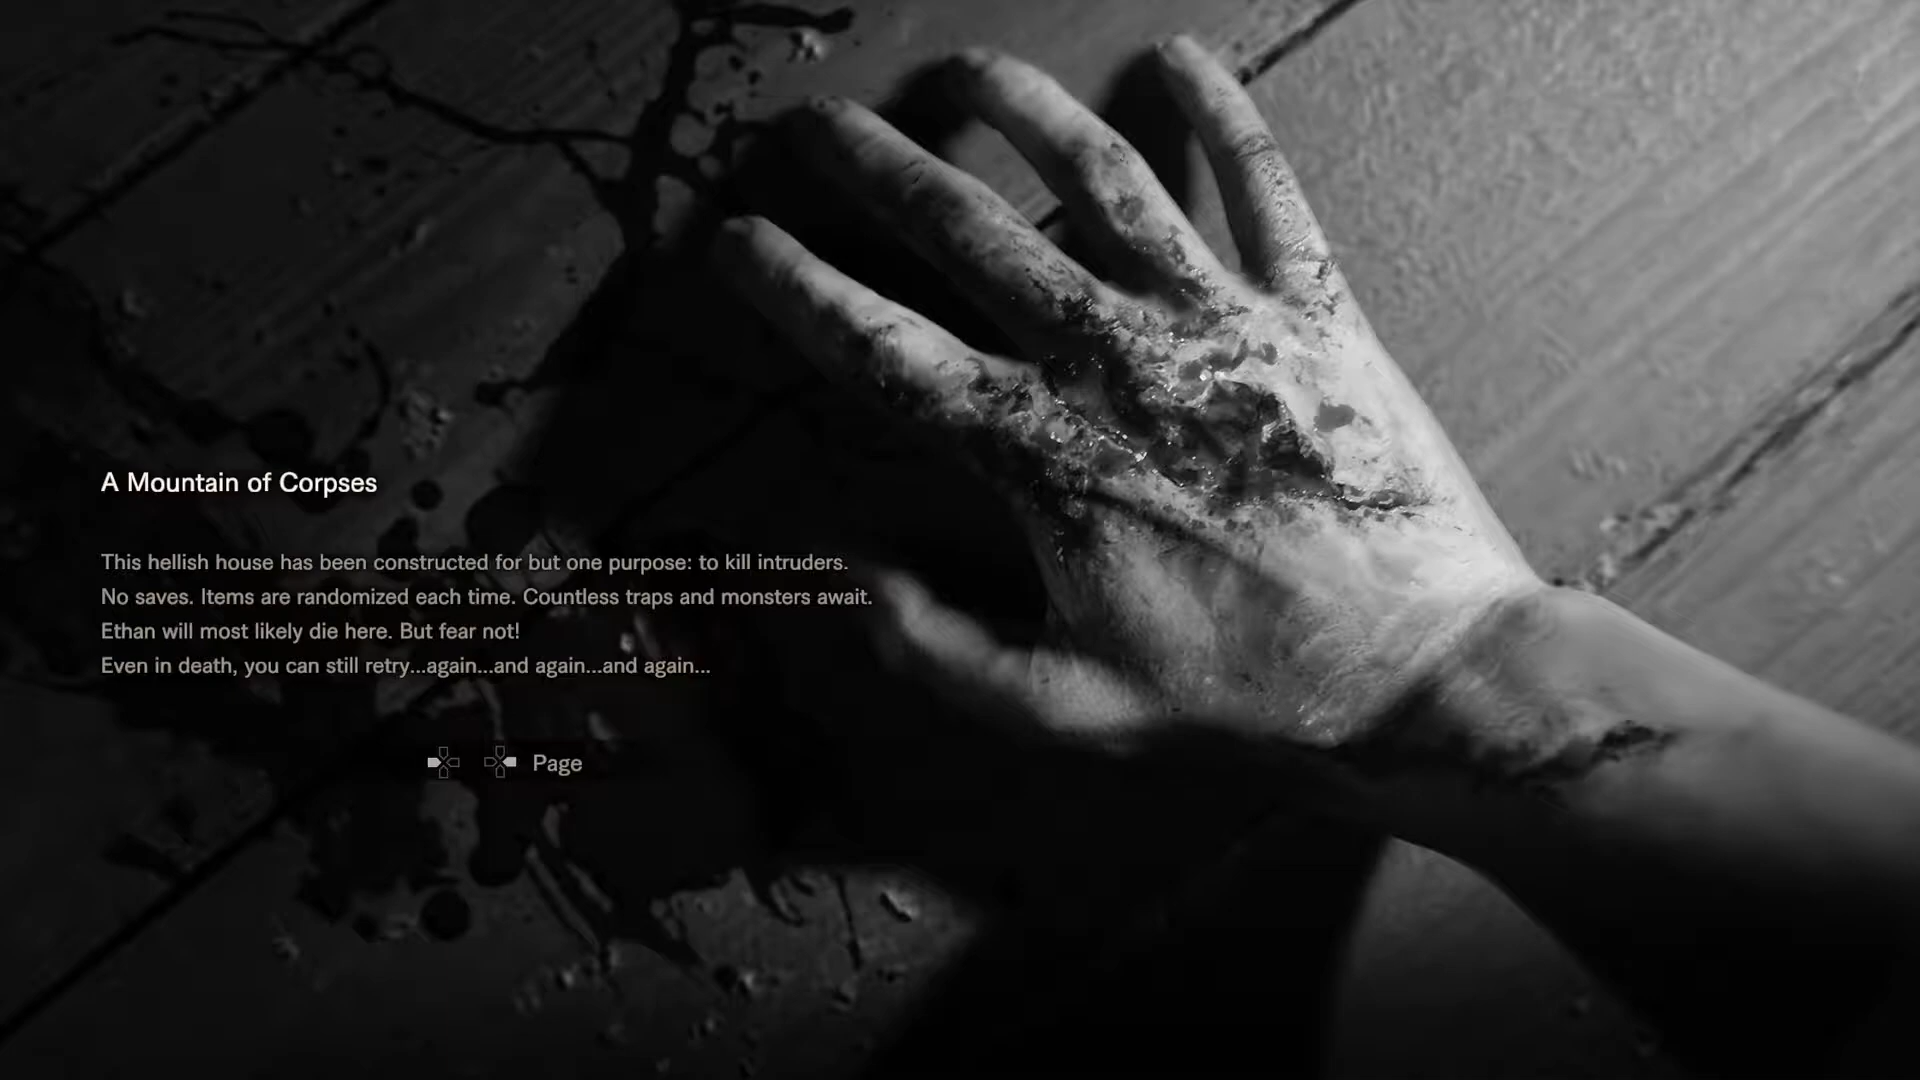 A Mountain of Corpses
This hellish house has been constructed for but one purpose: to kill intruders.
No saves. Items are randomized each time. Countless traps and monsters await.
Ethan will most likely die here. But fear not!
Even in death, you can still retry...again...and again...and again...
Page